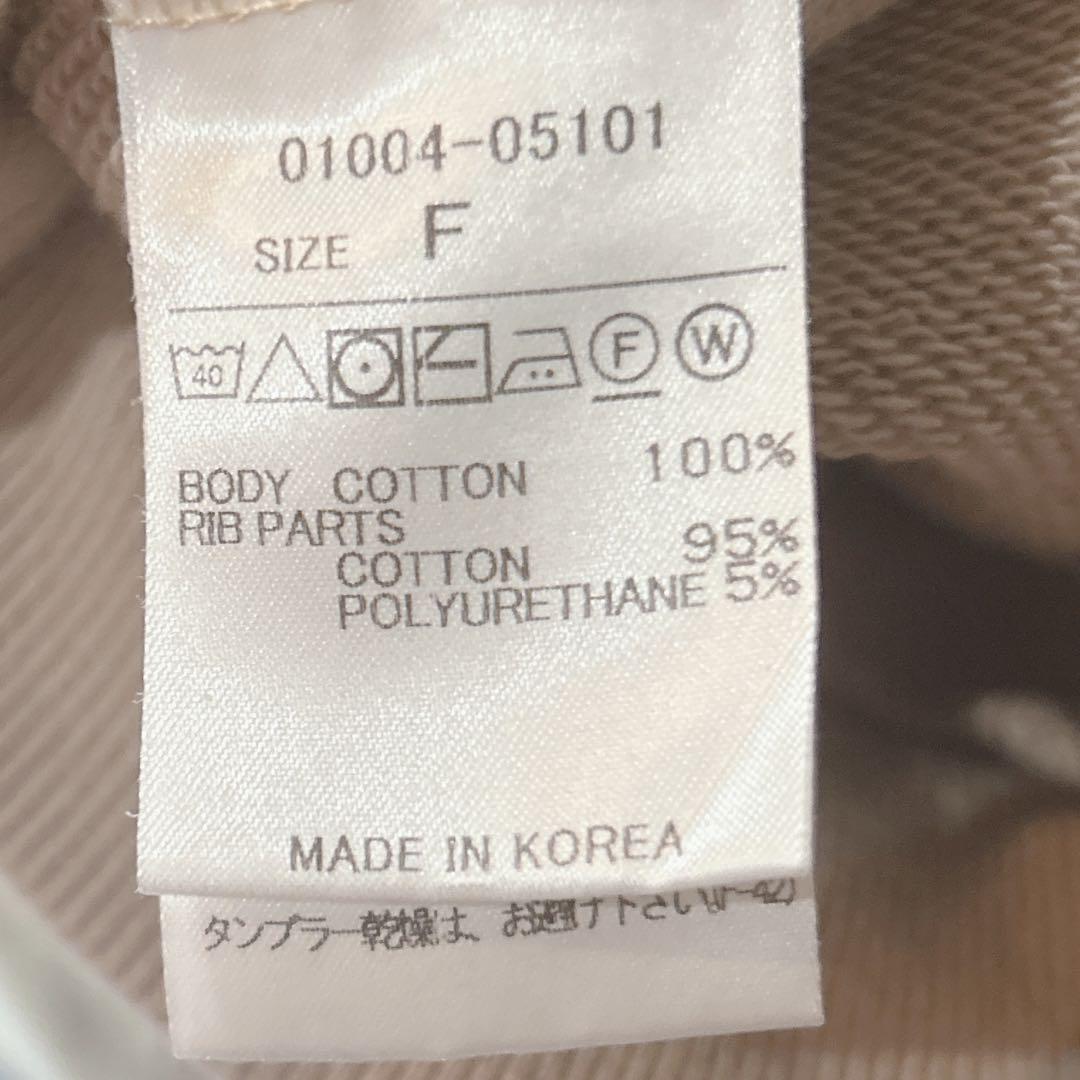 01004-05101
SIZE F
40 F W
BODY COTTON 100%
RIB PARTS
COTTON 95%
POLYURETHANE 5%
MADE IN KOREA
タンブラー乾燥は、お避け下さい